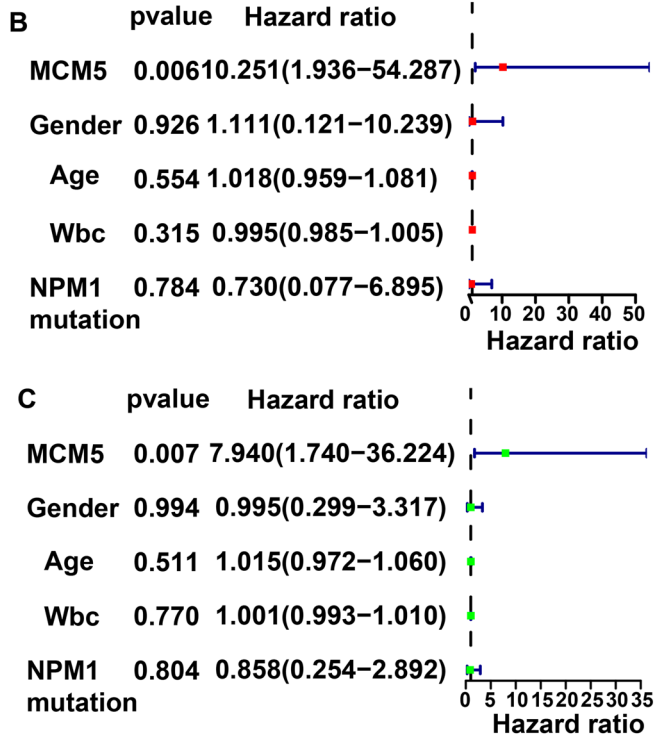 B pvalue Hazard ratio
MCM5 0.006 10.251(1.936−54.287)
Gender 0.926 1.111(0.121−10.239)
Age 0.554 1.018(0.959−1.081)
Wbc 0.315 0.995(0.985−1.005)
NPM1 0.784 0.730(0.077−6.895)
mutation
0 10 20 30 40 50
Hazard ratio
C pvalue Hazard ratio
MCM5 0.007 7.940(1.740−36.224)
Gender 0.994 0.995(0.299−3.317)
Age 0.511 1.015(0.972−1.060)
Wbc 0.770 1.001(0.993−1.010)
NPM1 0.804 0.858(0.254−2.892)
mutation
0 5 10 15 20 25 30 35
Hazard ratio